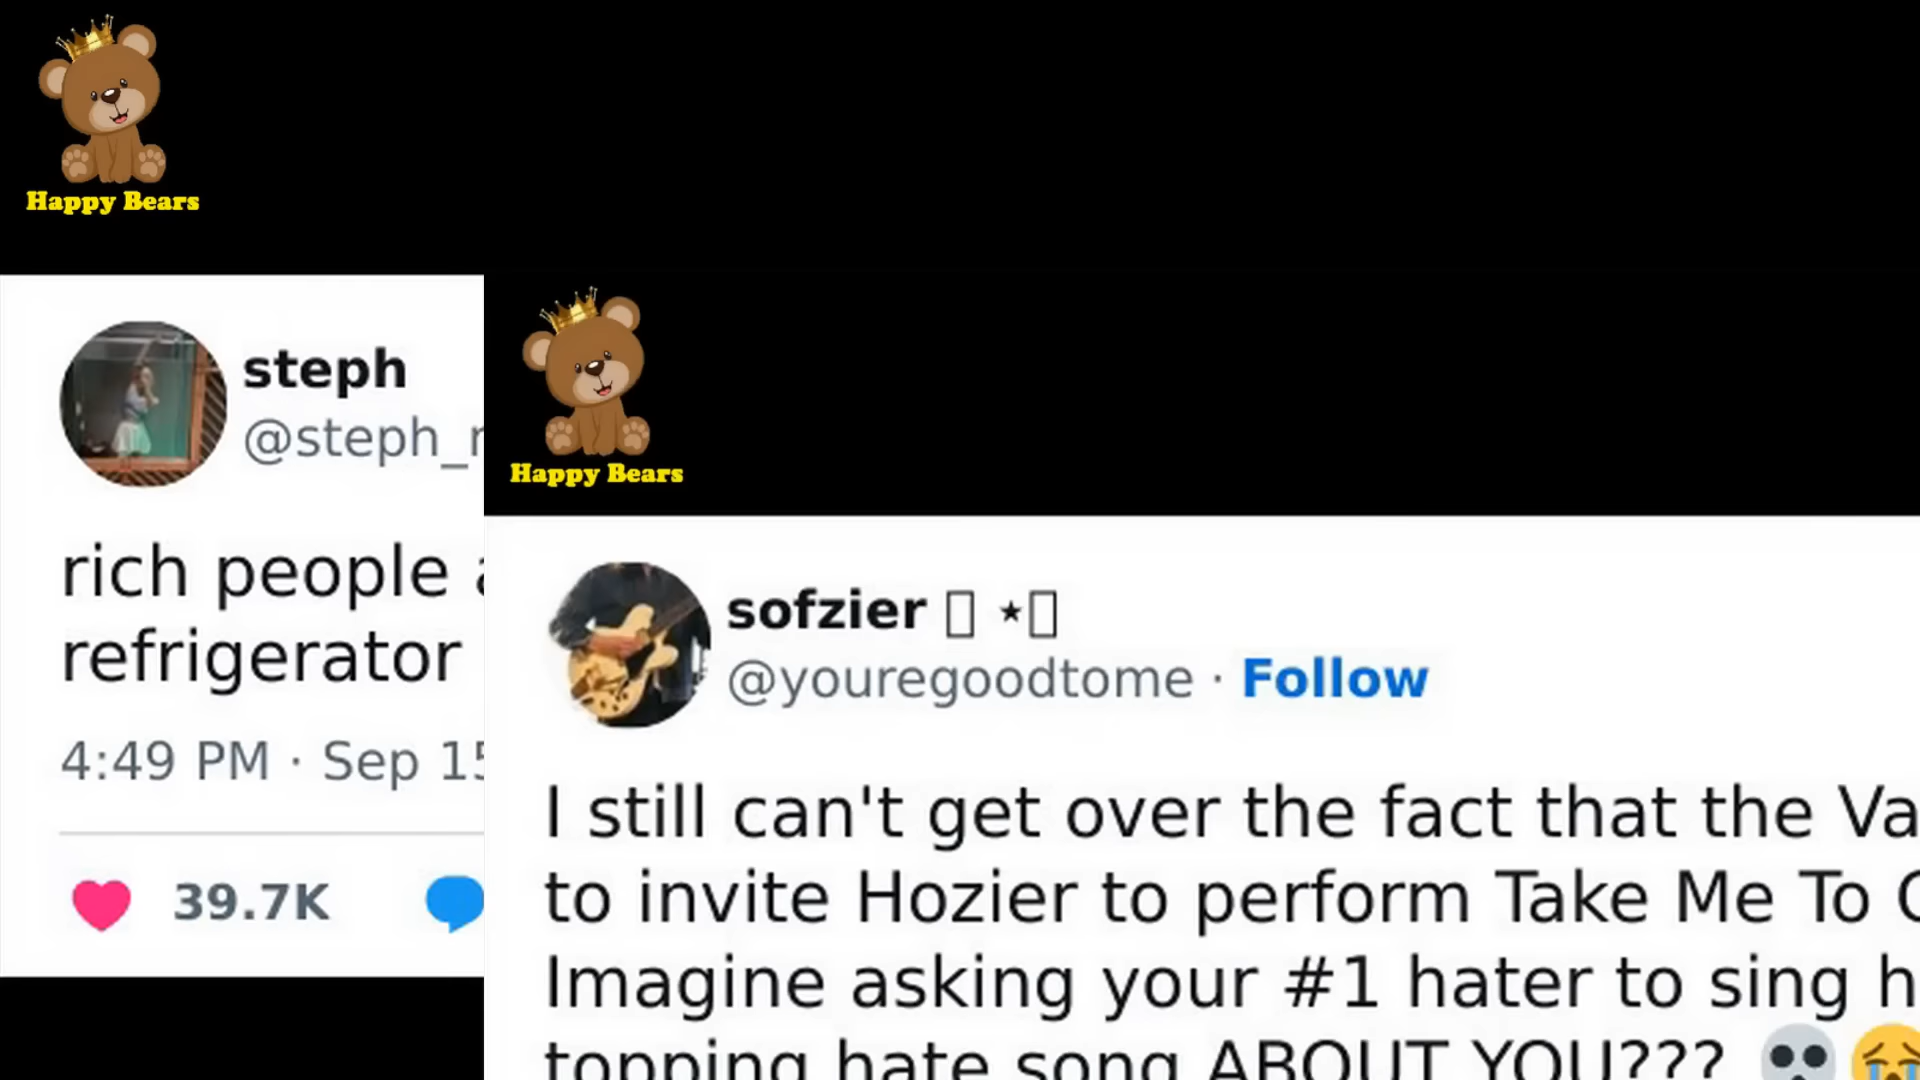 Happy Bears
steph
@steph_
rich people
refrigerator
4:49 PM · Sep 15
39.7K
Happy Bears
sofzier ⋆
@youregoodtome · Follow
I still can't get over the fact that the Va
to invite Hozier to perform Take Me To
Imagine asking your #1 hater to sing h
topping hate song ABOUT YOU??? 💀😭